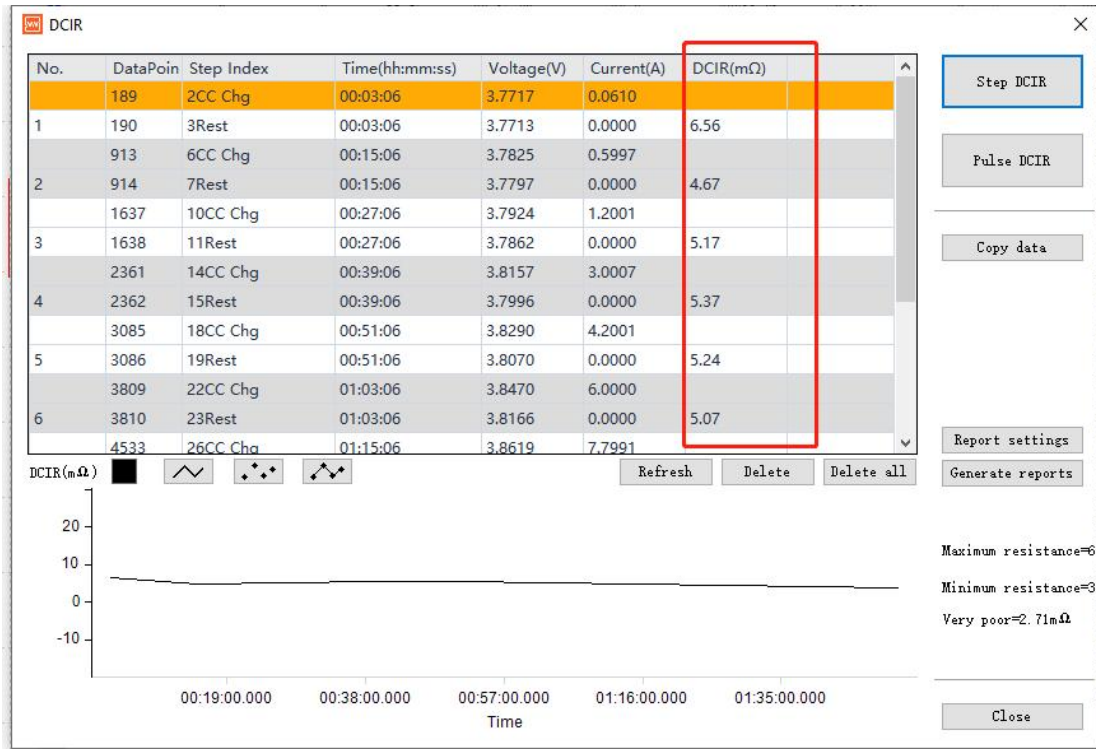 DCIR
No. DataPoin Step Index Time(hh:mm:ss) Voltage(V) Current(A) DCIR(mΩ)
189 2CC Chg 00:03:06 3.7717 0.0610
1 190 3Rest 00:03:06 3.7713 0.0000 6.56
913 6CC Chg 00:15:06 3.7825 0.5997
2 914 7Rest 00:15:06 3.7797 0.0000 4.67
1637 10CC Chg 00:27:06 3.7924 1.2001
3 1638 11Rest 00:27:06 3.7862 0.0000 5.17
2361 14CC Chg 00:39:06 3.8157 3.0007
4 2362 15Rest 00:39:06 3.7996 0.0000 5.37
3085 18CC Chg 00:51:06 3.8290 4.2001
5 3086 19Rest 00:51:06 3.8070 0.0000 5.24
3809 22CC Chg 01:03:06 3.8470 6.0000
6 3810 23Rest 01:03:06 3.8166 0.0000 5.07
4533 26CC Chg 01:15:06 3.8619 7.7991
Step DCIR
Pulse DCIR
Copy data
Report settings
Generate reports
DCIR(mΩ)
Refresh Delete Delete all
20
10
0
-10
00:19:00.000 00:38:00.000 00:57:00.000 01:16:00.000 01:35:00.000
Time
Maximum resistance=6
Minimum resistance=3
Very poor=2.71mΩ
Close